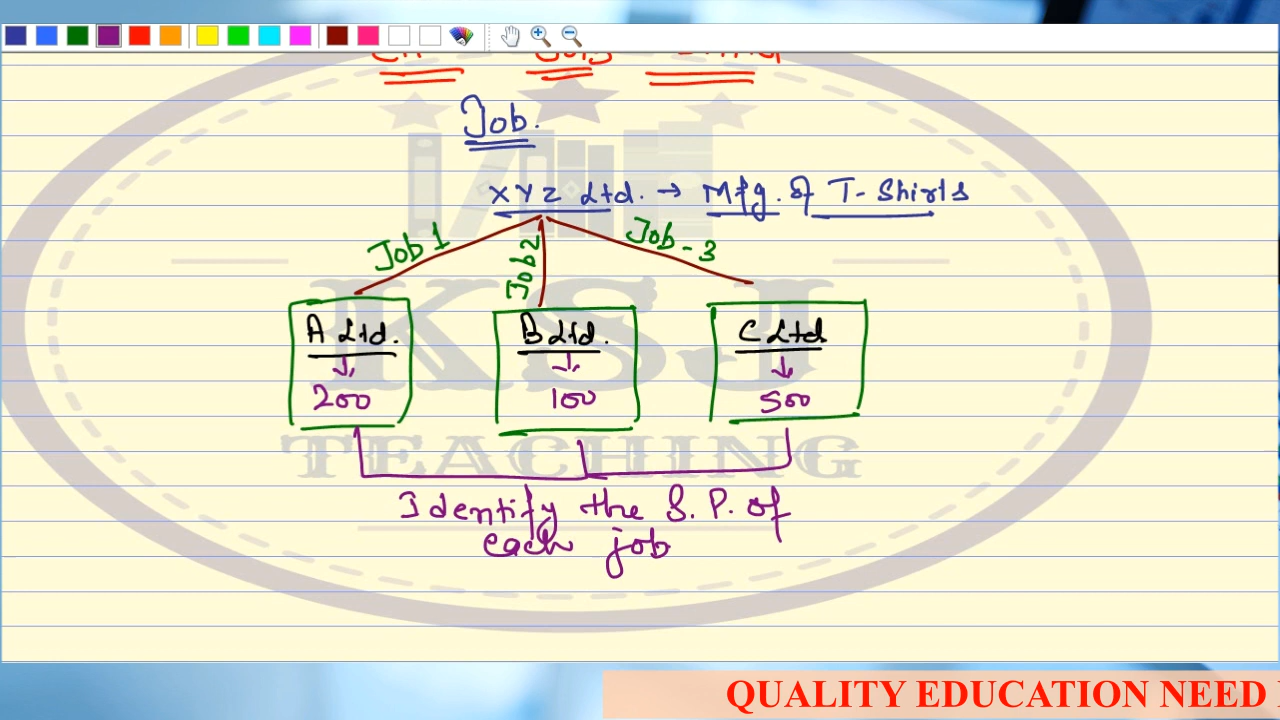 Job.
XYZ Ltd. → Mfg. of T-Shirts
Job 1
Job 2
Job-3
A Ltd.
B Ltd.
C Ltd
200
100
500
Identify the S.P. of
each job
KSJ
TEACHING
QUALITY EDUCATION NEED